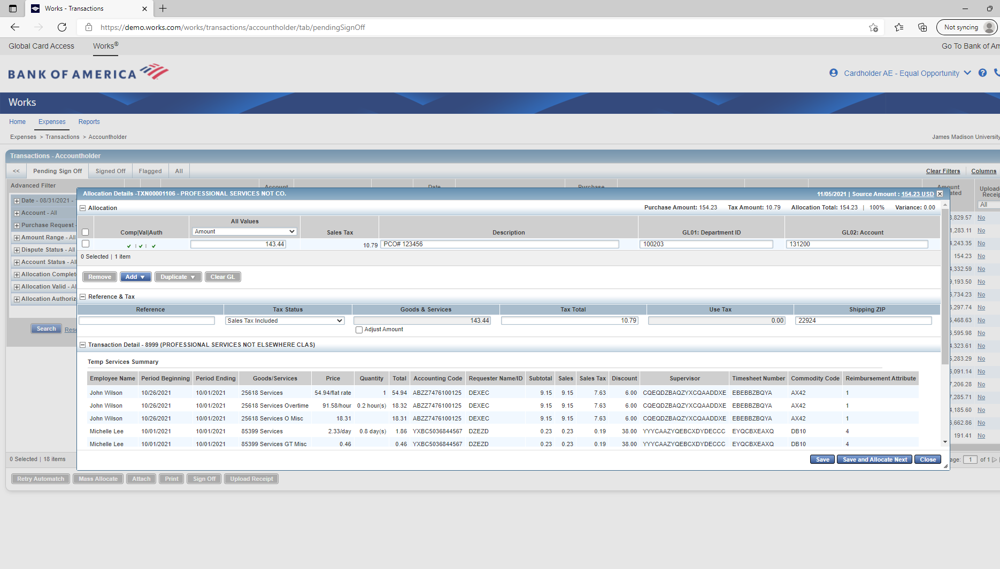 Works - Transactions
https://demo.works.com/works/transactions/accountholder/tab/pendingSignOff
Not syncing
Global Card Access Works® Go To Bank of Am
BANK OF AMERICA
Cardholder AE - Equal Opportunity
Works
Home Expenses Reports
Expenses > Transactions > Accountholder James Madison University
Transactions - Accountholder
<< Pending Sign Off Signed Off Flagged All Clear Filters Columns
Advanced Filter
Account Date Purchase Amount
Upload
Receip
All
Date - 08/31/2021 -
Account - All
Purchase Request -
Amount Range - All
Dispute Status - All
Account Status - All
Allocation Complet
Allocation Valid - Al
Allocation Authoriz
Search Rese
Allocation Details -TXN00001106 - PROFESSIONAL SERVICES NOT CO. 11/05/2021 | Source Amount : 154.23 USD
Allocation Purchase Amount: 154.23 Tax Amount: 10.79 Allocation Total: 154.23 | 100% Variance: 0.00
All Values
Comp|Val|Auth Amount Sales Tax Description GL01: Department ID GL02: Account
143.44 10.79 PCO# 123456 100203 131200
0 Selected | 1 item
Remove Add Duplicate Clear GL
Reference & Tax
Reference Tax Status Goods & Services Tax Total Use Tax Shipping ZIP
Sales Tax Included 143.44 10.79 0.00 22924
Adjust Amount
Transaction Detail - 8999 (PROFESSIONAL SERVICES NOT ELSEWHERE CLAS)
Temp Services Summary
Employee Name Period Beginning Period Ending Goods/Services Price Quantity Total Accounting Code Requester Name/ID Subtotal Sales Sales Tax Discount Supervisor Timesheet Number Commodity Code Reimbursement Attribute
John Wilson 10/26/2021 10/01/2021 25618 Services 54.94/flat rate 1 54.94 ABZZ7476100125 DEXEC 9.15 9.15 7.63 6.00 CQEQDZBAQZYXCQAADDXE EBEBBZBQYA AX42 1
John Wilson 10/26/2021 10/01/2021 25618 Services Overtime 91.58/hour 0.2 hour(s) 18.32 ABZZ7476100125 DEXEC 9.15 9.15 7.63 6.00 CQEQDZBAQZYXCQAADDXE EBEBBZBQYA AX42 1
John Wilson 10/26/2021 10/01/2021 25618 Services O Misc 18.31 18.31 ABZZ7476100125 DEXEC 9.15 9.15 7.63 6.00 CQEQDZBAQZYXCQAADDXE EBEBBZBQYA AX42 1
Michelle Lee 10/01/2021 10/01/2021 85399 Services 2.33/day 0.8 day(s) 1.86 YXBC5036844567 DZEZD 0.23 0.23 0.19 38.00 YYYCAAZYQEBCXDYDECCC EYQCBXEAXQ DB10 4
Michelle Lee 10/01/2021 10/01/2021 85399 Services GT Misc 0.46 0.46 YXBC5036844567 DZEZD 0.23 0.23 0.19 38.00 YYYCAAZYQEBCXDYDECCC EYQCBXEAXQ DB10 4
Save Save and Allocate Next Close
,829.57 No
,283.11 No
,243.35 No
154.23 No
,332.59 No
,193.50 No
,734.23 No
,297.74 No
,468.63 No
,595.98 No
,323.61 No
,283.29 No
,091.14 No
,206.28 No
,285.71 No
,185.60 No
,662.86 No
191.41 No
0 Selected | 18 items age: 1 of 1
Retry Automatch Mass Allocate Attach Print Sign Off Upload Receipt